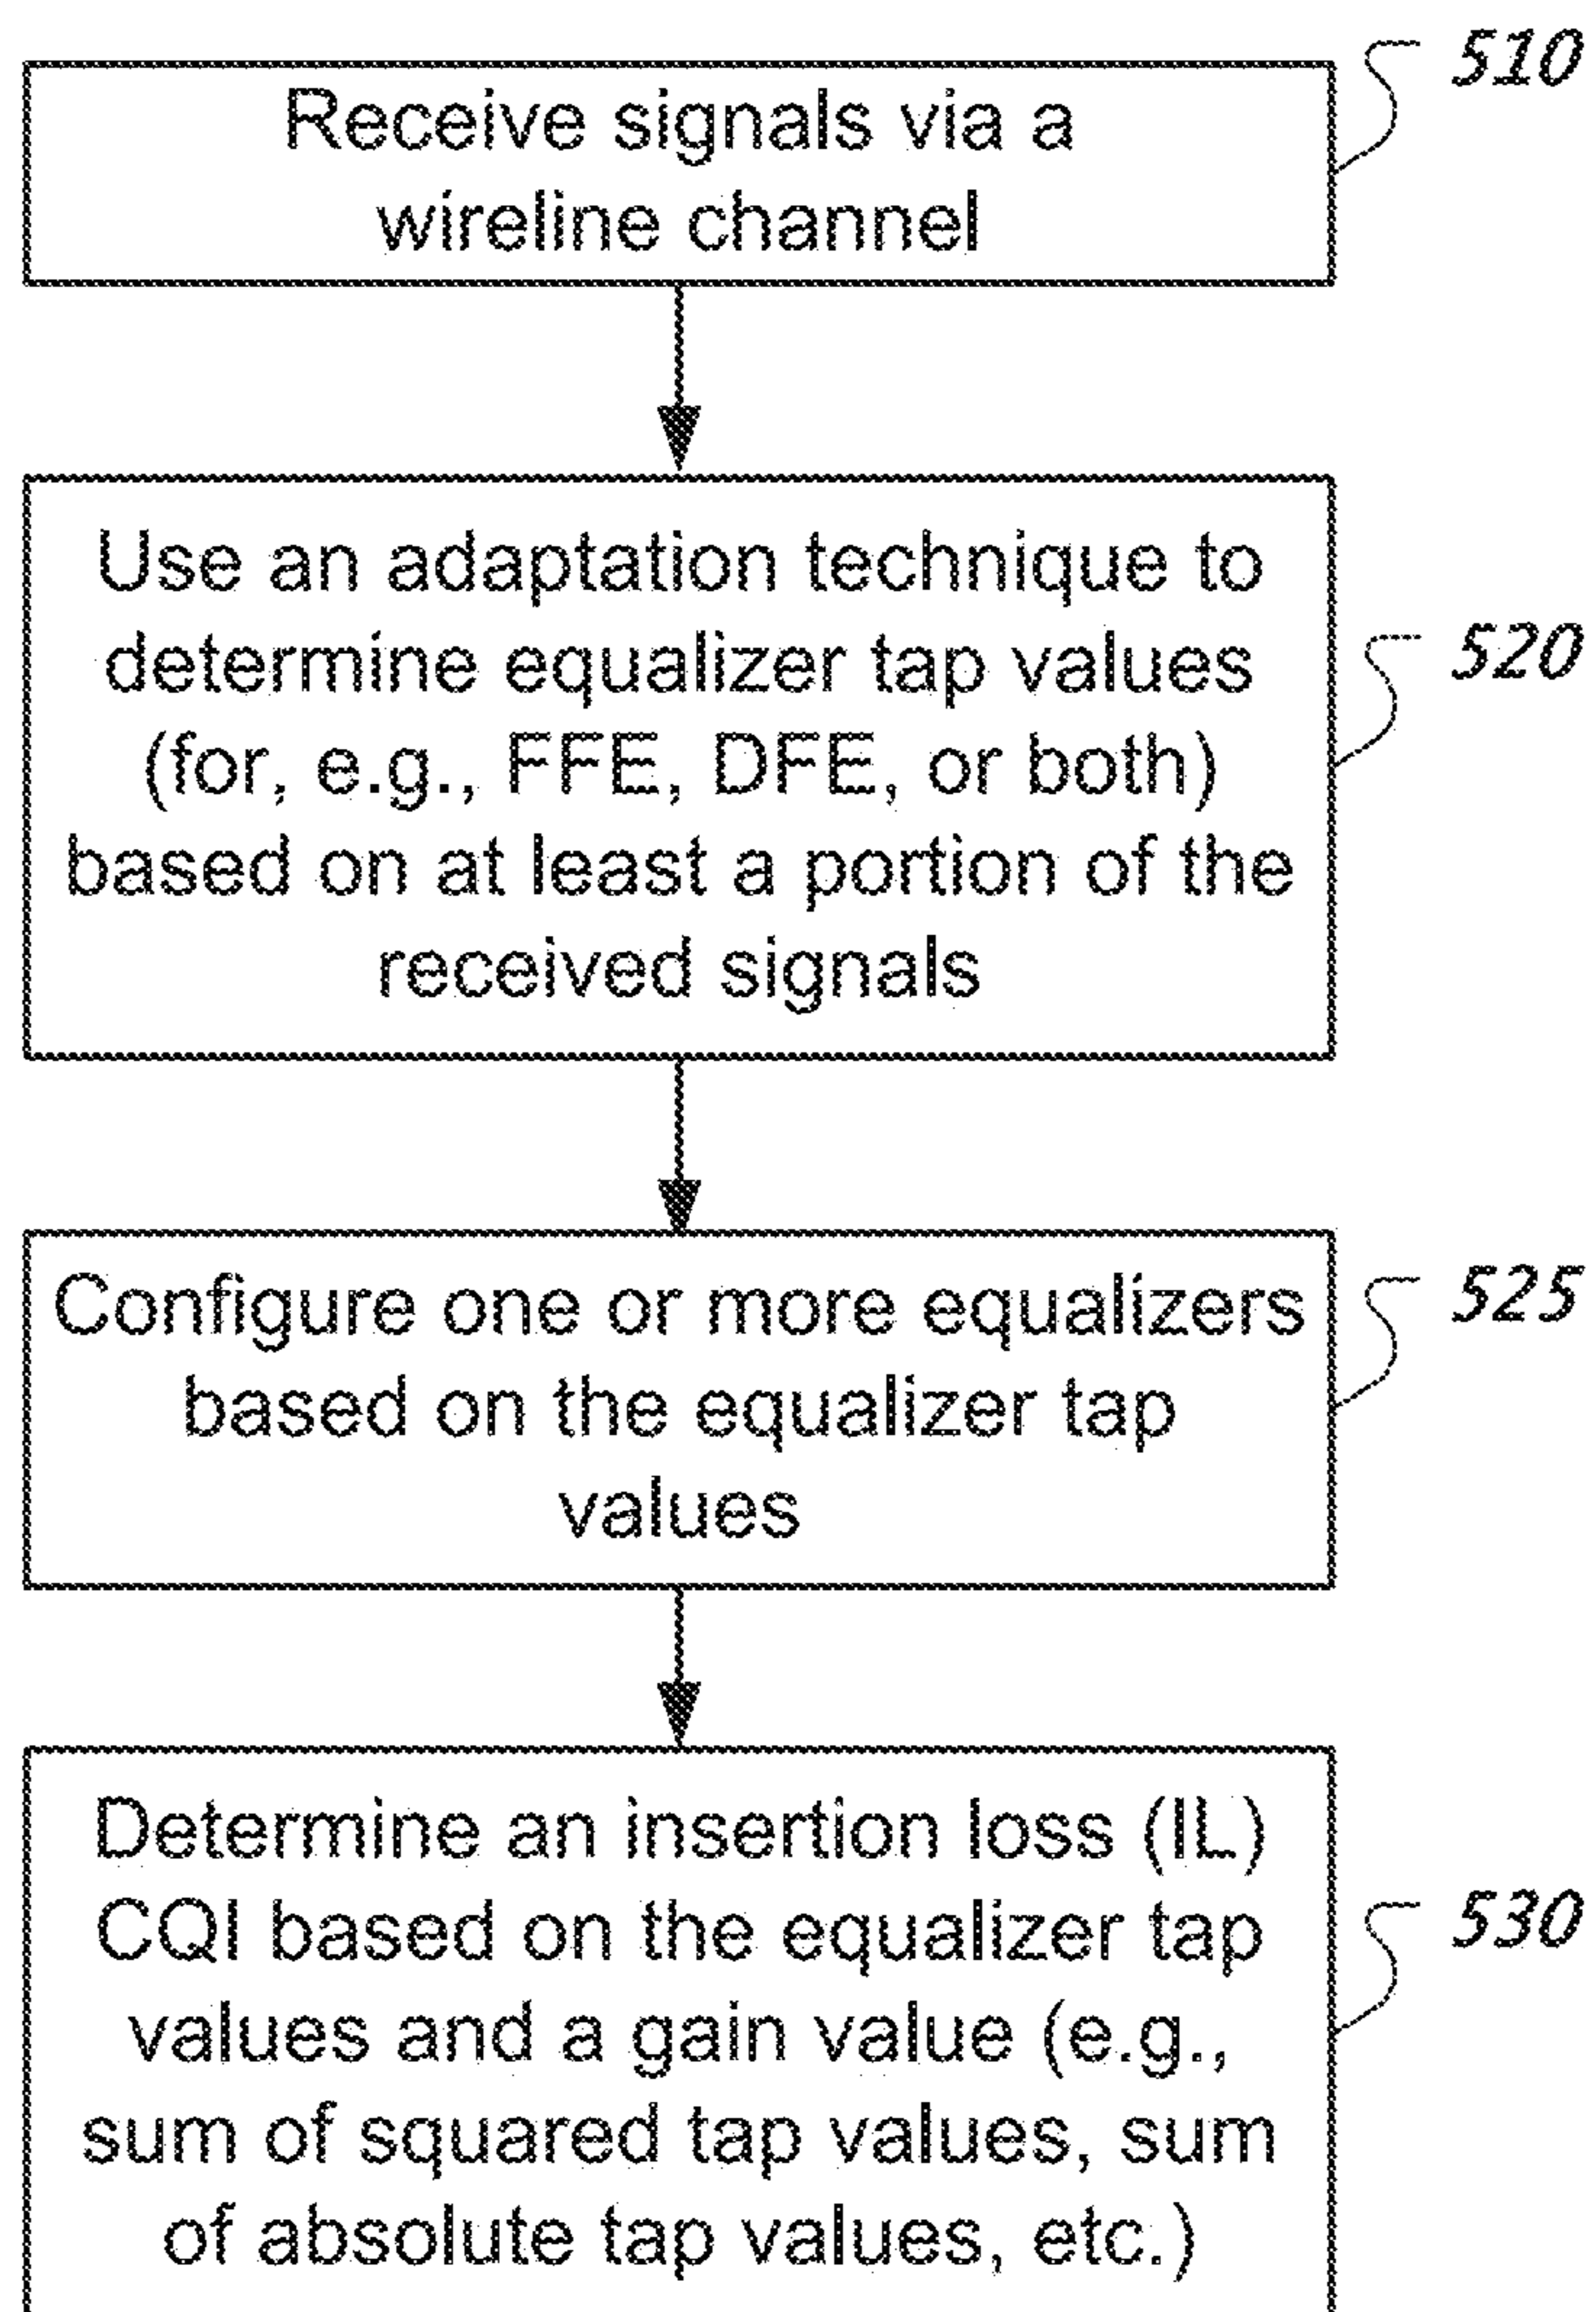 510
Receive signals via a
wireline channel
Use an adaptation technique to
determine equalizer tap values
520
(for, e.g., FFE, DFE, or both)
based on at least a portion of the
received signals
525
Configure one or more equalizers
based on the equalizer tap
values
Determine an insertion loss (IL)
CQI based on the equalizer tap
530
values and a gain value (e.g.,
sum of squared tap values, sum
of absolute tap values, etc.)